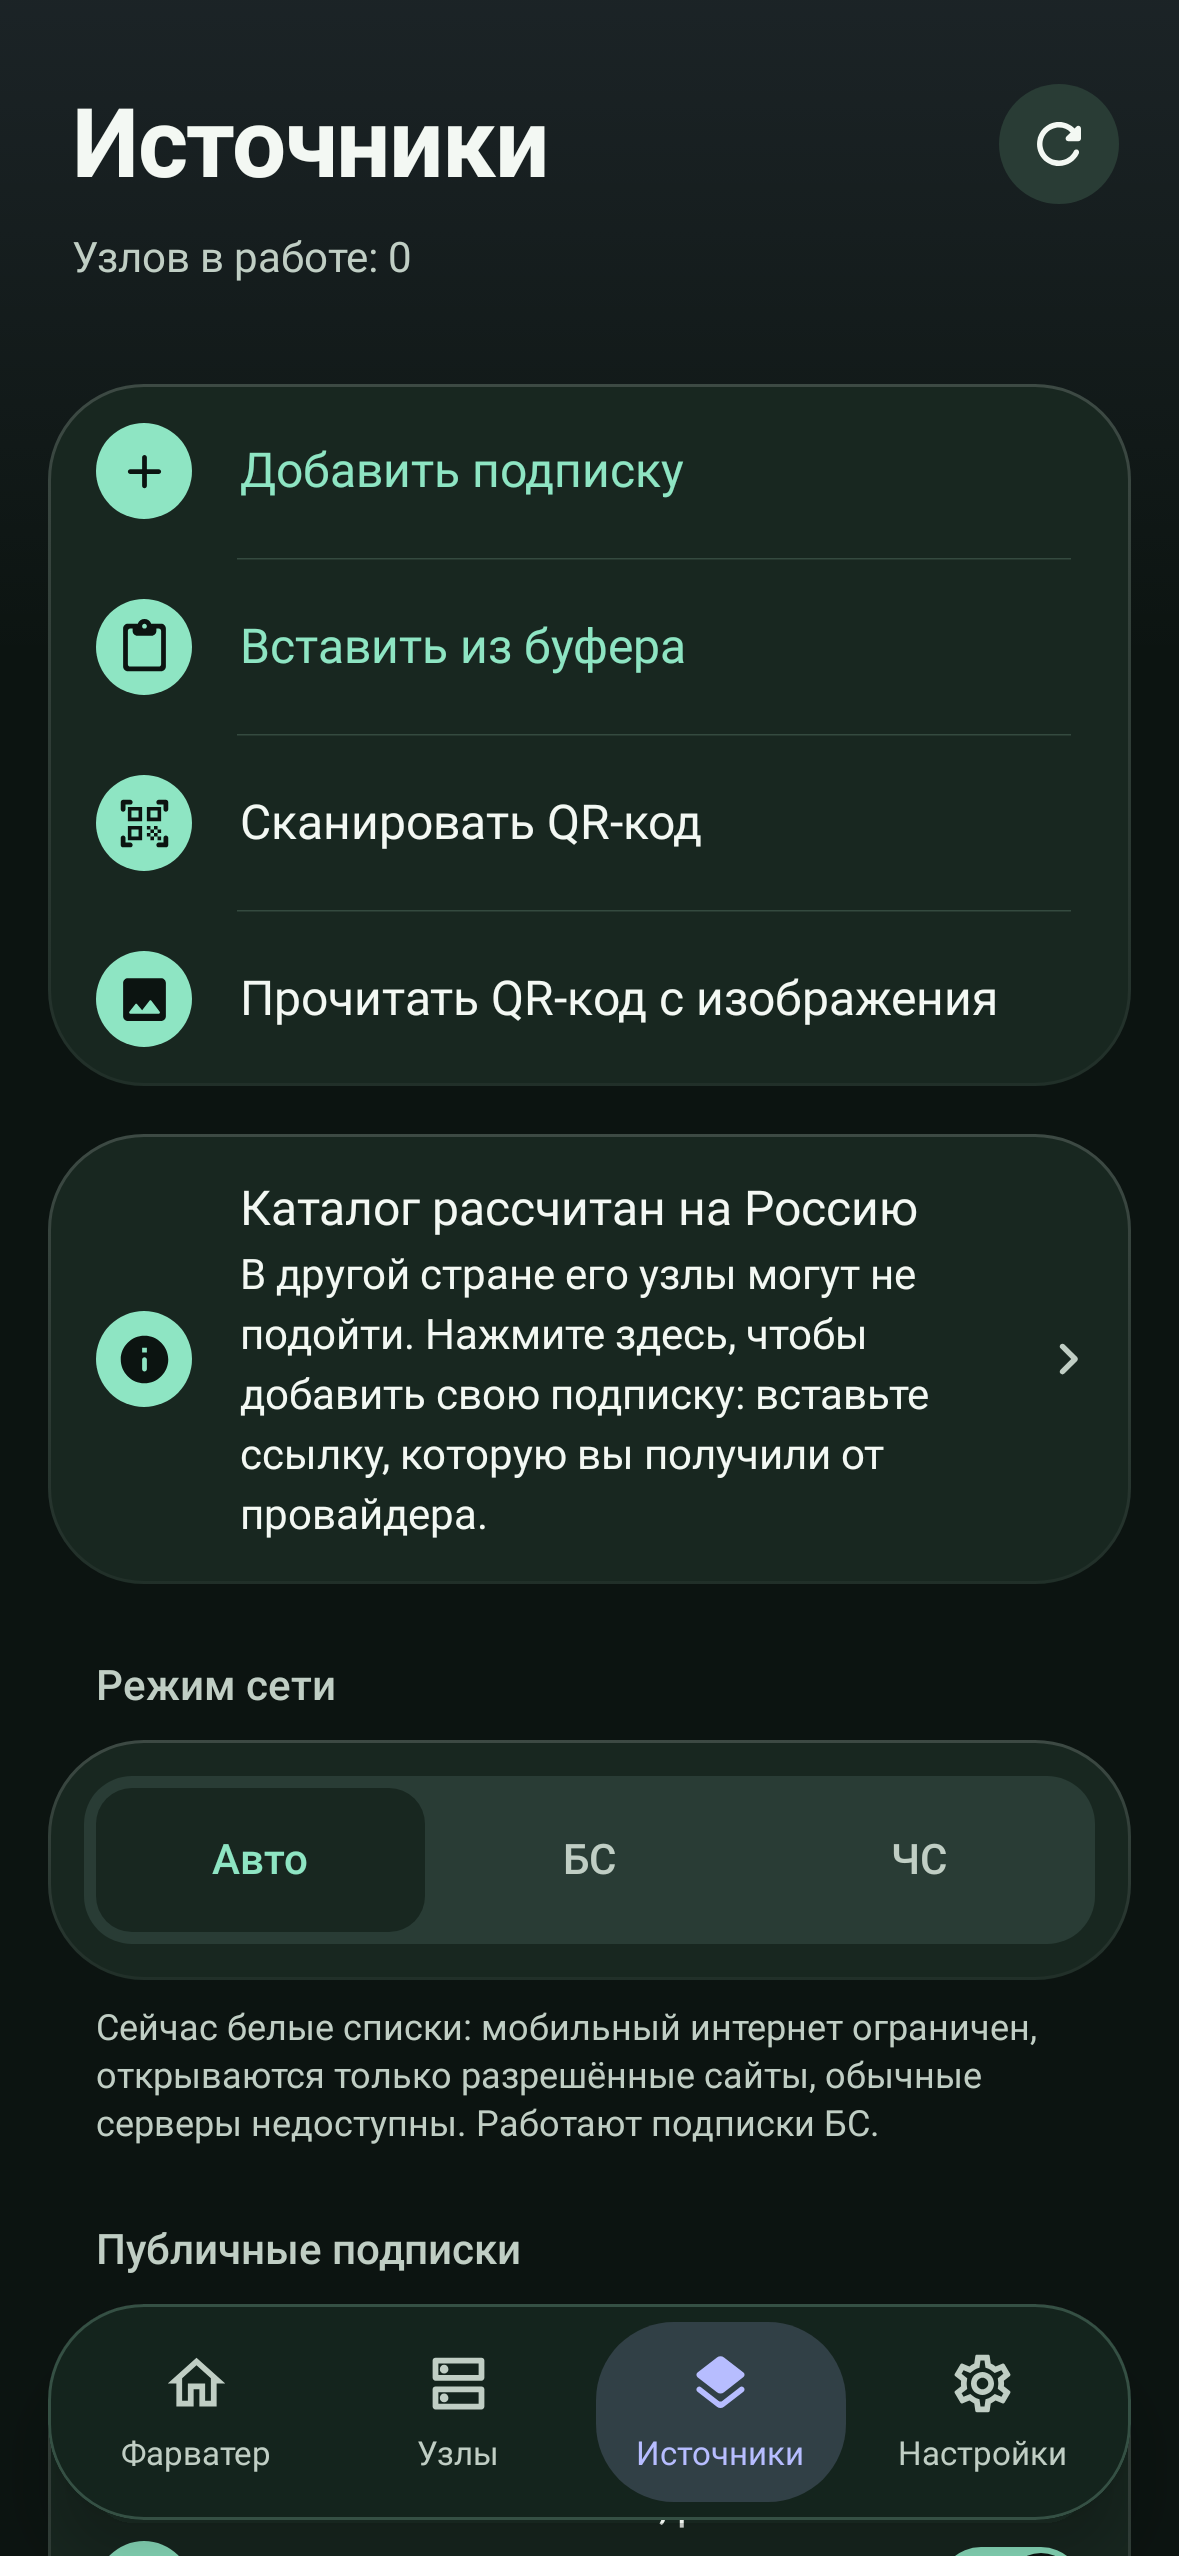 Источники
Узлов в работе: 0
Добавить подписку
Вставить из буфера
Сканировать QR-код
Прочитать QR-код с изображения
Каталог рассчитан на Россию
В другой стране его узлы могут не
подойти. Нажмите здесь, чтобы
добавить свою подписку: вставьте
ссылку, которую вы получили от
провайдера.
Режим сети
Авто
БС
ЧС
Сейчас белые списки: мобильный интернет ограничен,
открываются только разрешённые сайты, обычные
серверы недоступны. Работают подписки БС.
Публичные подписки
Фарватер
Узлы
Источники
Настройки